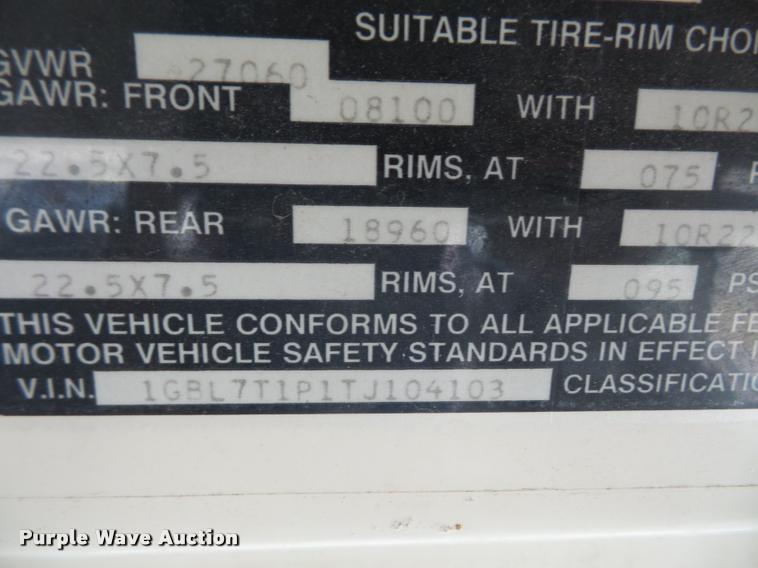 SUITABLE TIRE-RIM
GVWR 27060
GAWR: FRONT 08100 WITH 10R2
22.5X7.5 RIMS, AT 075
GAWR: REAR 18960 WITH 10R22
22.5X7.5 RIMS, AT 095 PS
THIS VEHICLE CONFORMS TO ALL APPLICABLE FE
MOTOR VEHICLE SAFETY STANDARDS IN EFFECT
V.I.N. 1GBL7T1P1TJ104103 CLASSIFICATIO
Purple Wave Auction